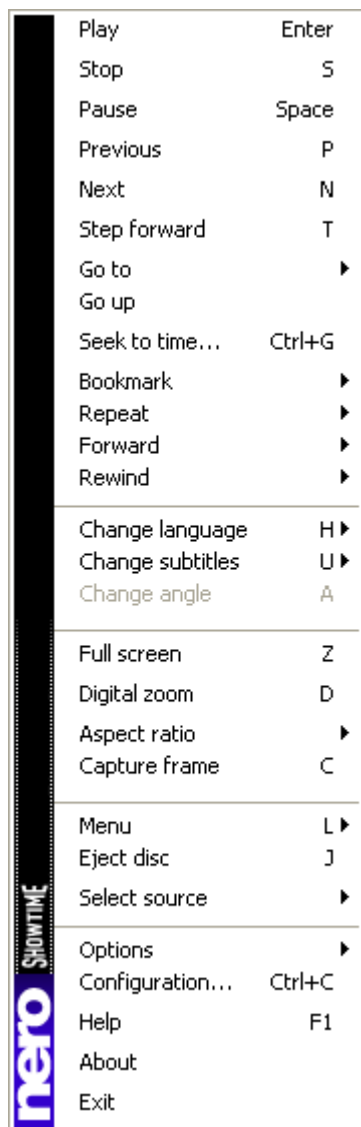 Play Enter
Stop S
Pause Space
Previous P
Next N
Step forward T
Go to
Go up
Seek to time... Ctrl+G
Bookmark
Repeat
Forward
Rewind
Change language H
Change subtitles U
Change angle A
Full screen Z
Digital zoom D
Aspect ratio
Capture frame C
Menu L
Eject disc J
Select source
Options
Configuration... Ctrl+C
Help F1
About
Exit
nero SHOWTIME